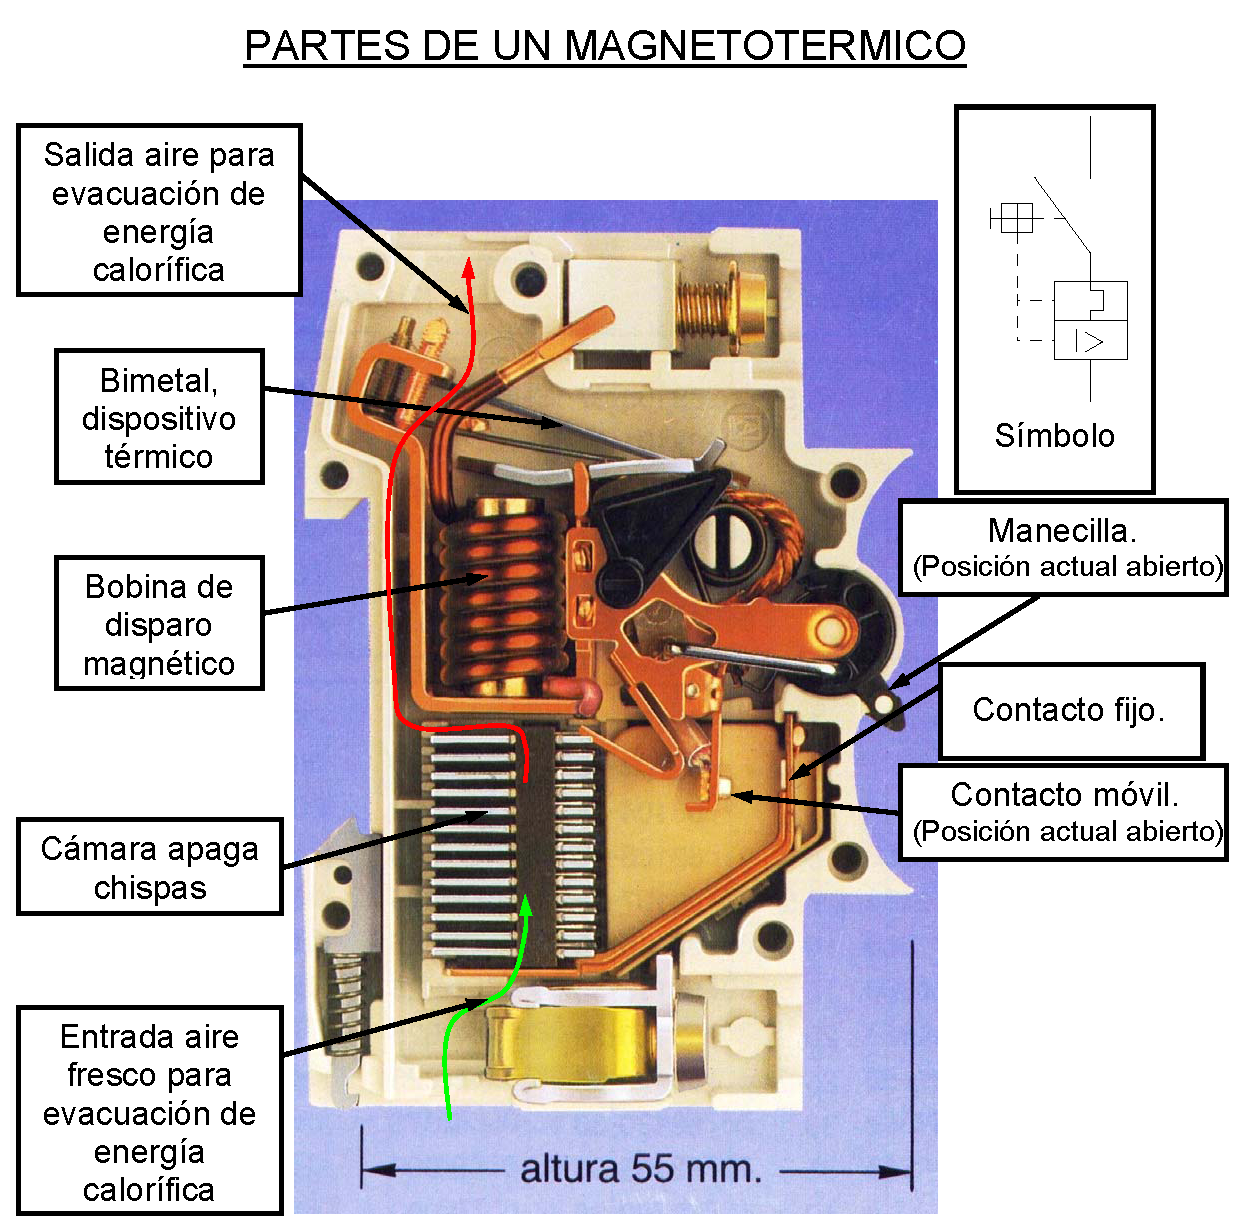 PARTES DE UN MAGNETOTERMICO
Salida aire para
evacuación de
energía
calorífica
Bimetal,
dispositivo
térmico
Bobina de
disparo
magnético
Cámara apaga
chispas
Entrada aire
fresco para
evacuación de
energía
calorífica
I>
Símbolo
Manecilla.
(Posición actual abierto)
Contacto fijo.
Contacto móvil.
(Posición actual abierto)
altura 55 mm.